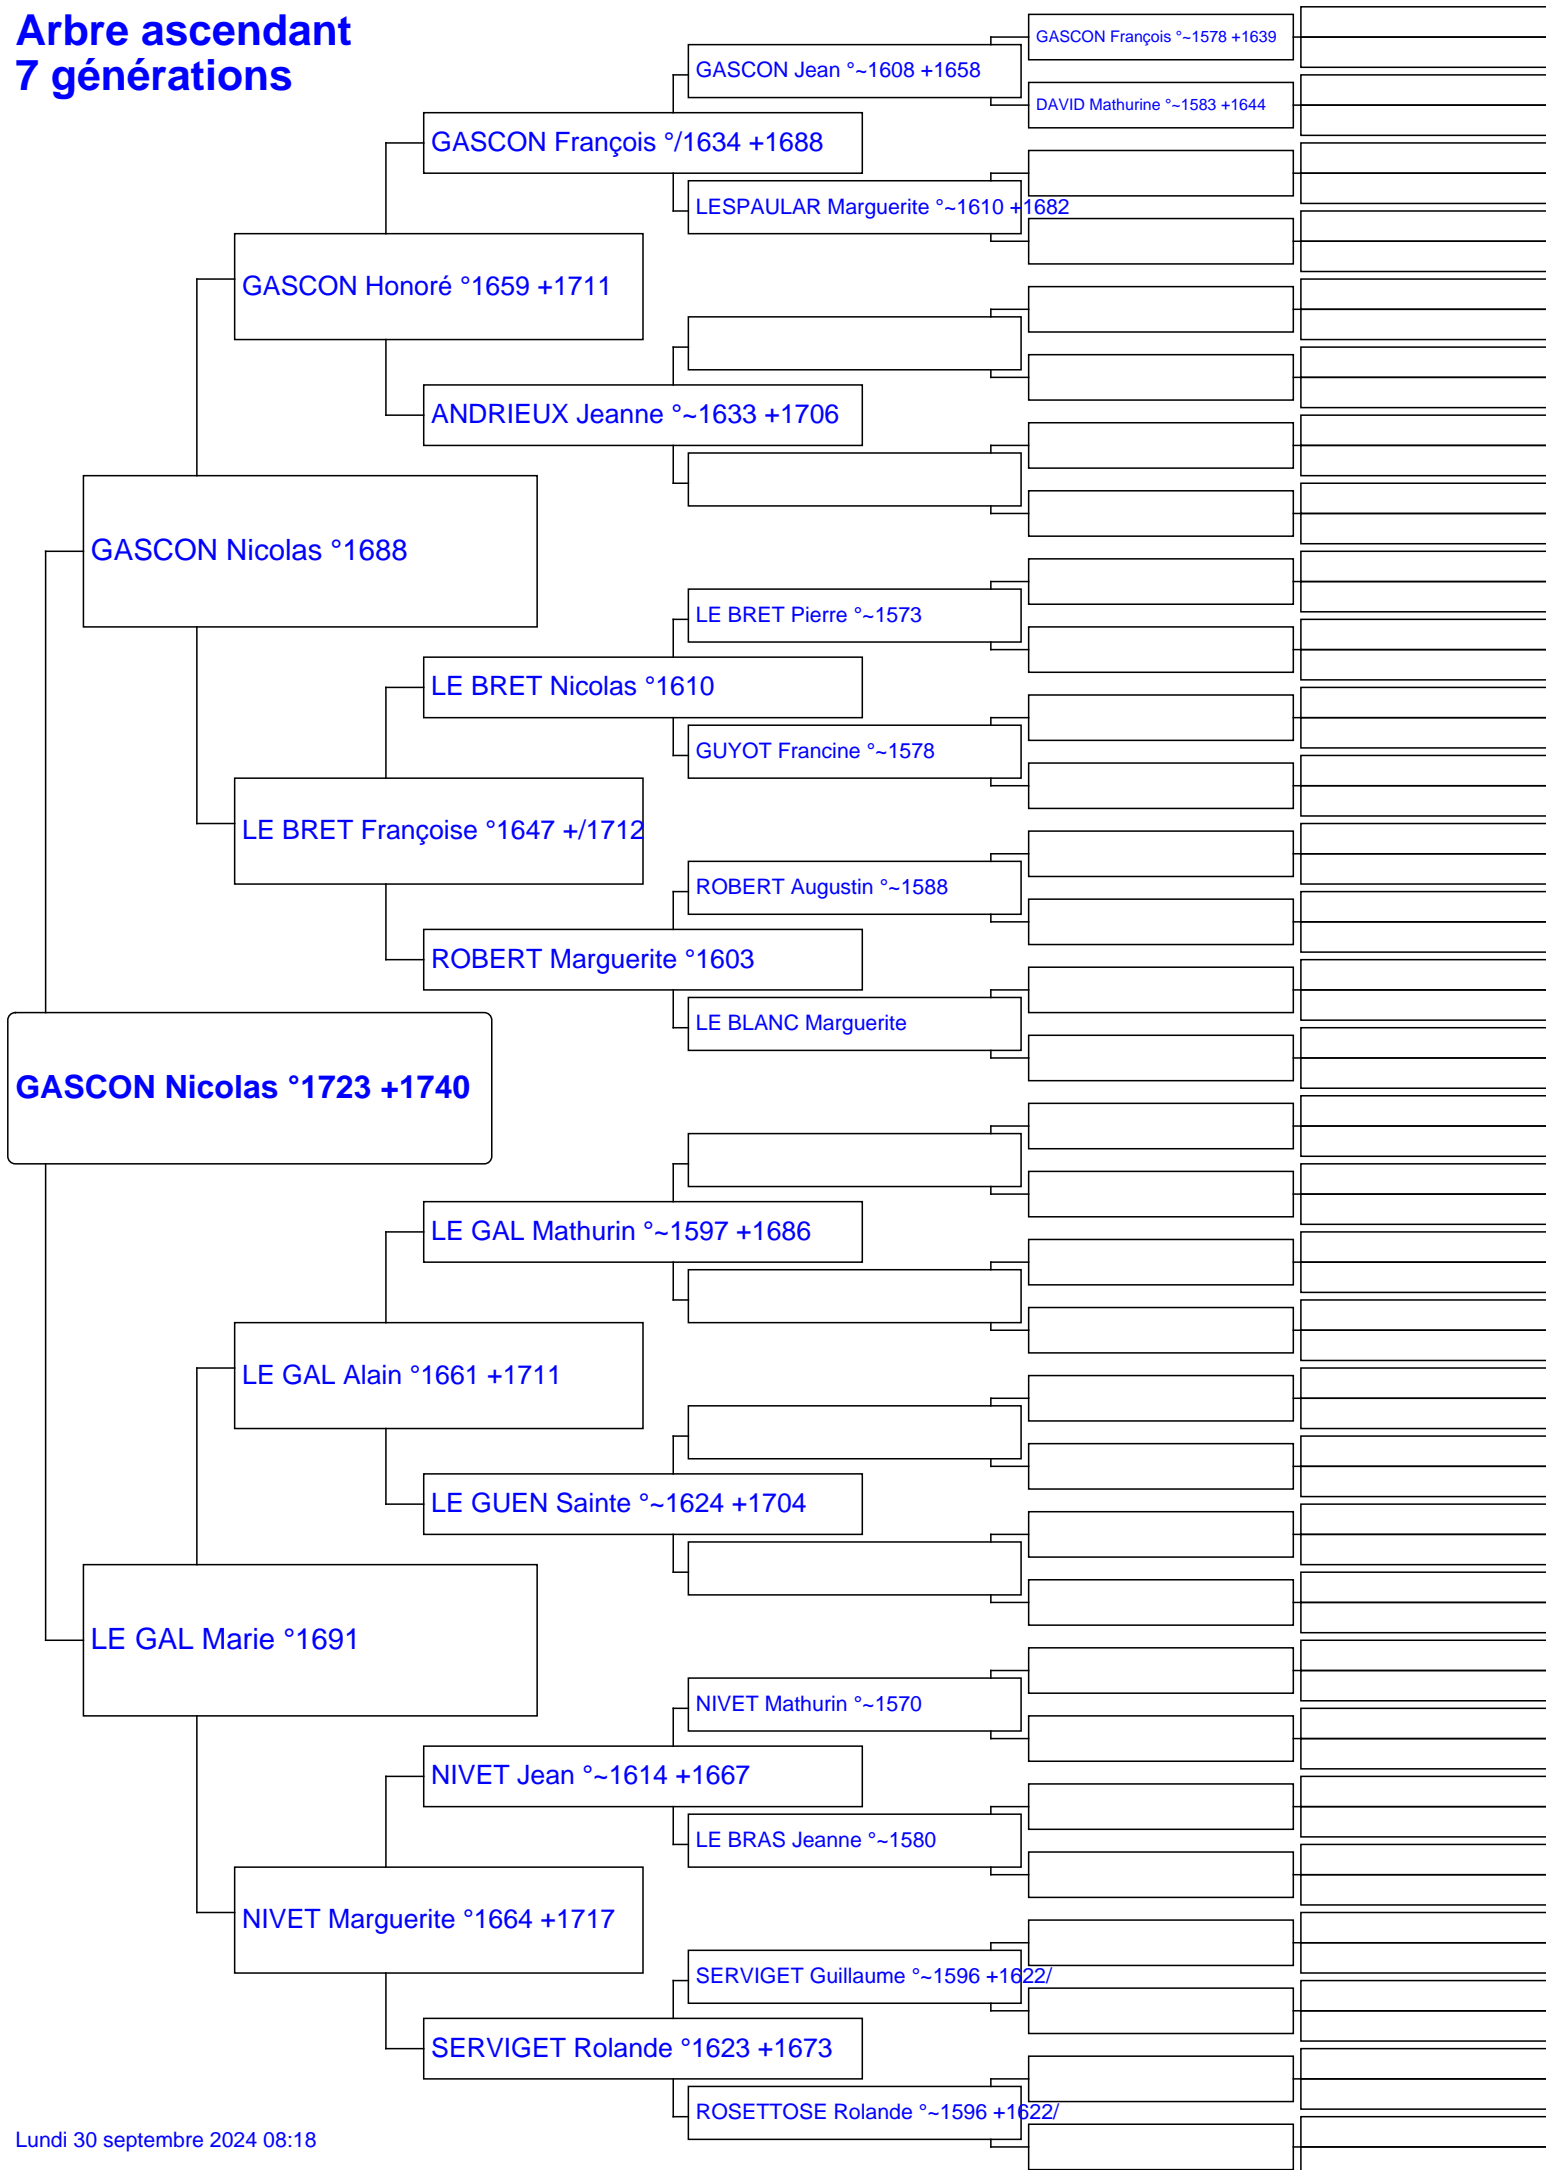 Arbre ascendant
7 générations
GASCON François °~1578 +1639
GASCON Jean °~1608 +1658
DAVID Mathurine °~1583 +1644
GASCON François °/1634 +1688
LESPAULAR Marguerite °~1610 +1682
GASCON Honoré °1659 +1711
ANDRIEUX Jeanne °~1633 +1706
GASCON Nicolas °1688
LE BRET Pierre °~1573
LE BRET Nicolas °1610
GUYOT Francine °~1578
LE BRET Françoise °1647 +/1712
ROBERT Augustin °~1588
ROBERT Marguerite °1603
LE BLANC Marguerite
GASCON Nicolas °1723 +1740
LE GAL Mathurin °~1597 +1686
LE GAL Alain °1661 +1711
LE GUEN Sainte °~1624 +1704
LE GAL Marie °1691
NIVET Mathurin °~1570
NIVET Jean °~1614 +1667
LE BRAS Jeanne °~1580
NIVET Marguerite °1664 +1717
SERVIGET Guillaume °~1596 +1622/
SERVIGET Rolande °1623 +1673
ROSETTOSE Rolande °~1596 +1622/
Lundi 30 septembre 2024 08:18